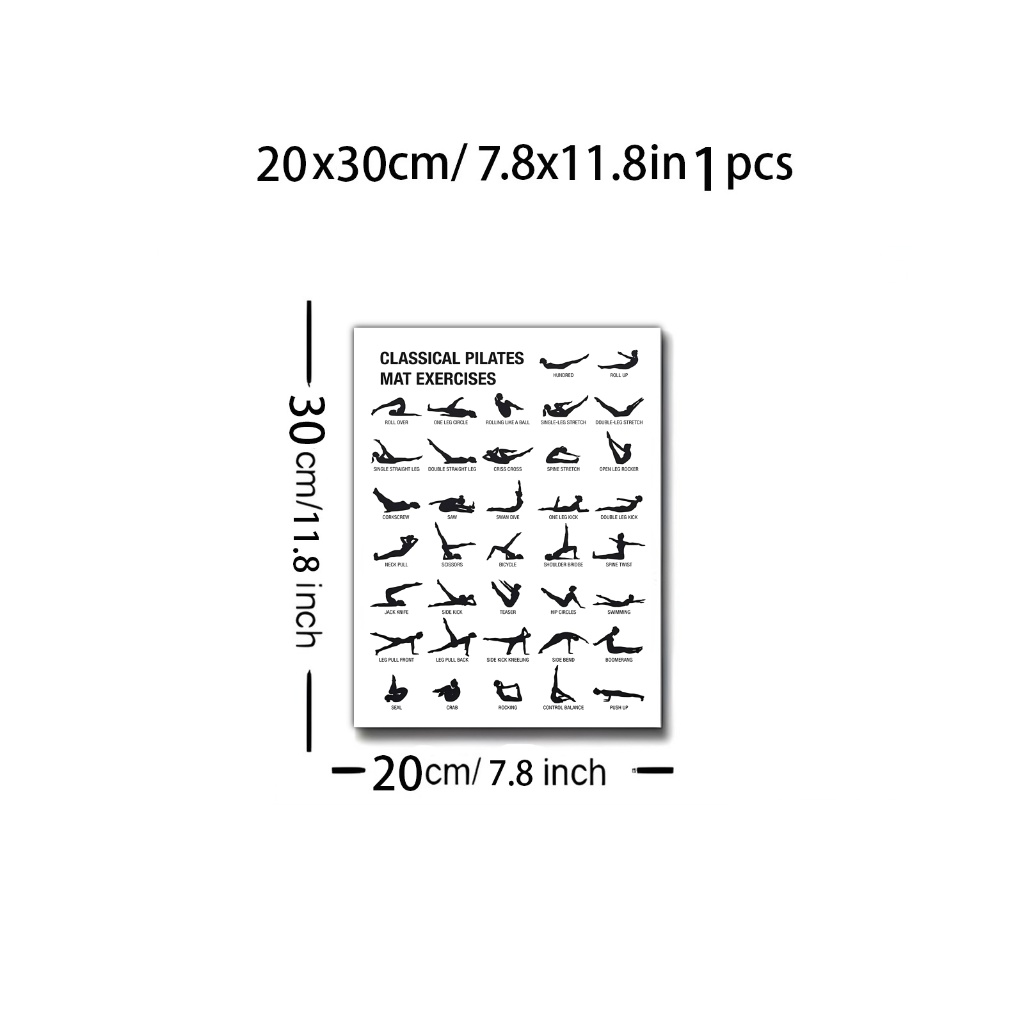 20x30cm/ 7.8x11.8in 1 pcs
30 cm/11.8 inch
CLASSICAL PILATES
MAT EXERCISES
HUNDRED
ROLL UP
ROLL OVER
ONE LEG CIRCLE
ROLLING LIKE A BALL
SINGLE-LEG STRETCH
DOUBLE-LEG STRETCH
SINGLE STRAIGHT LEG
DOUBLE STRAIGHT LEG
CRISS CROSS
SPINE STRETCH
OPEN LEG ROCKER
CORKSCREW
SAW
SWAN DIVE
ONE LEG KICK
DOUBLE LEG KICK
NECK PULL
SCISSORS
BICYCLE
SHOULDER BRIDGE
SPINE TWIST
JACK KNIFE
SIDE KICK
TEASER
HIP CIRCLES
SWIMMING
LEG PULL FRONT
LEG PULL BACK
SIDE KICK KNEELING
SIDE BEND
BOOMERANG
SEAL
CRAB
ROCKING
CONTROL BALANCE
PUSH UP
20cm/ 7.8 inch